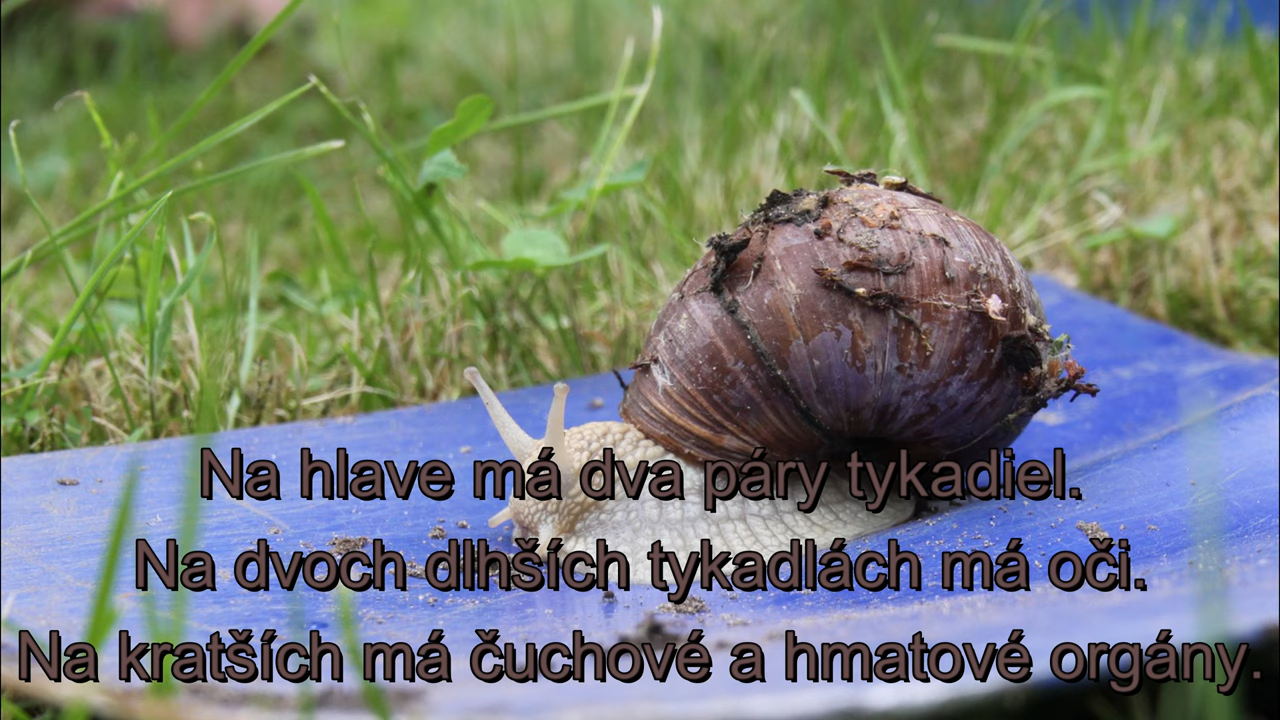 Na hlave má dva páry tykadiel.
Na dvoch dlhších tykadlách má oči.
Na kratších má čuchové a hmatové orgány.